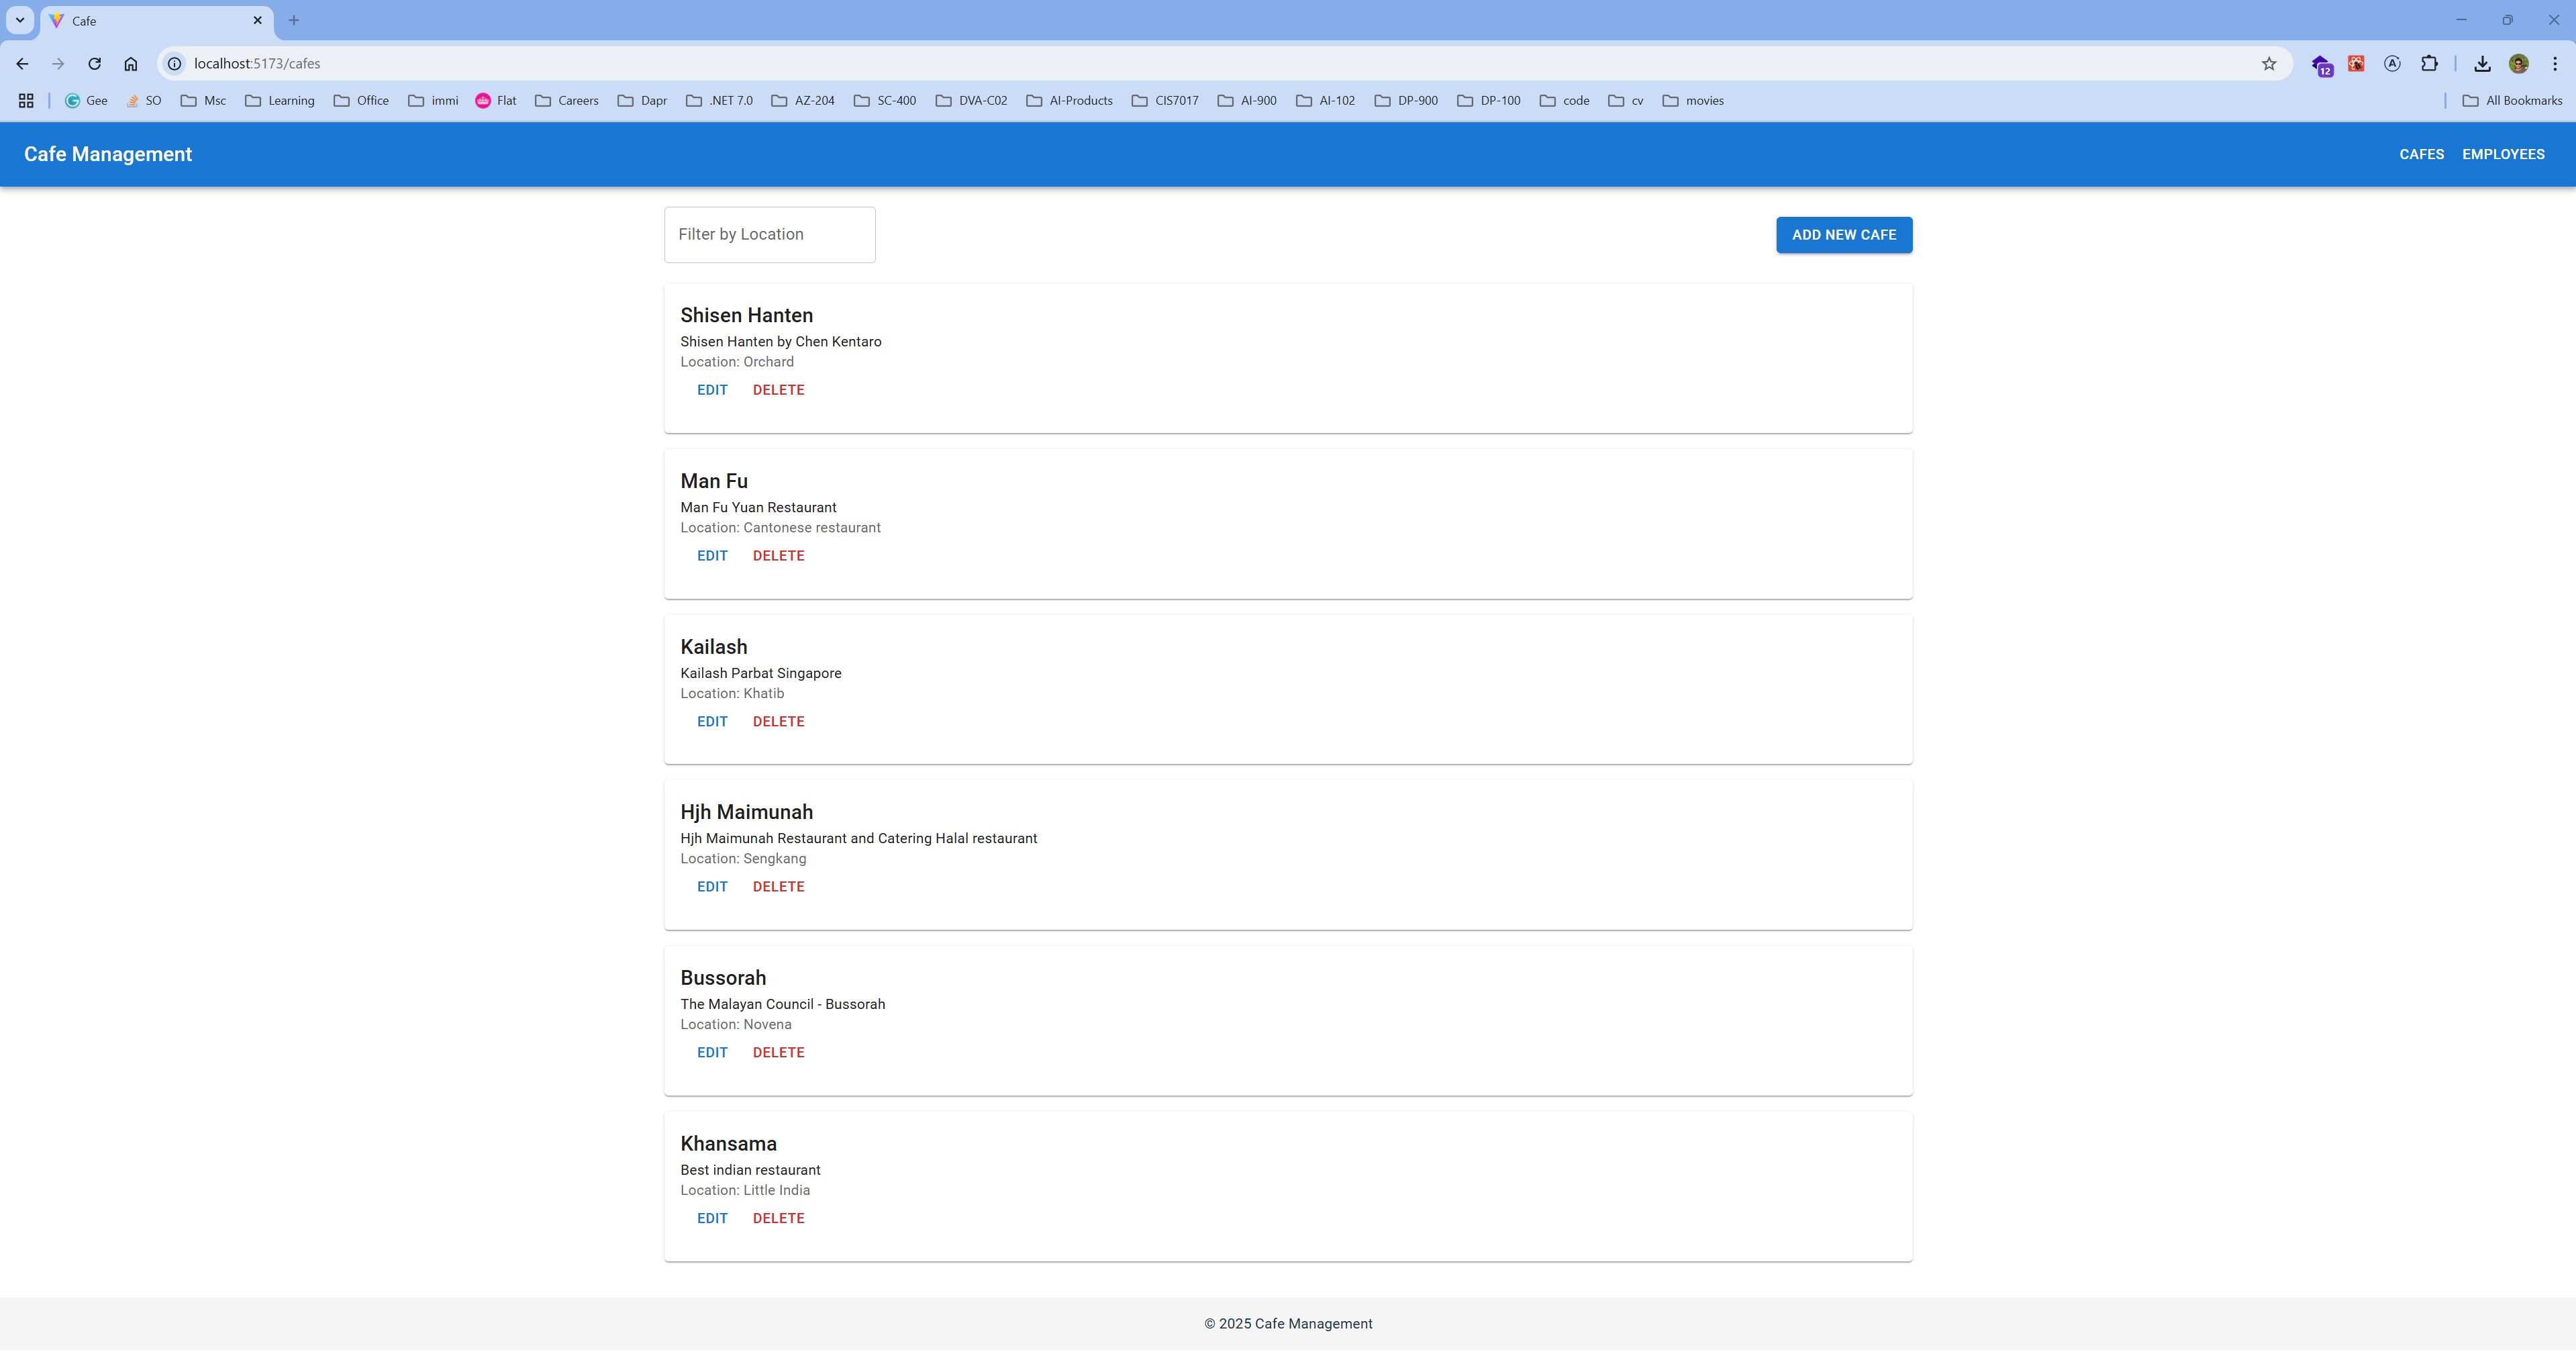 Cafe
localhost:5173/cafes
12
Gee SO Msc Learning Office immi Flat Careers Dapr .NET 7.0 AZ-204 SC-400 DVA-C02 AI-Products CIS7017 AI-900 AI-102 DP-900 DP-100 code cv movies All Bookmarks
Cafe Management CAFES EMPLOYEES
Filter by Location ADD NEW CAFE
Shisen Hanten
Shisen Hanten by Chen Kentaro
Location: Orchard
EDIT DELETE
Man Fu
Man Fu Yuan Restaurant
Location: Cantonese restaurant
EDIT DELETE
Kailash
Kailash Parbat Singapore
Location: Khatib
EDIT DELETE
Hjh Maimunah
Hjh Maimunah Restaurant and Catering Halal restaurant
Location: Sengkang
EDIT DELETE
Bussorah
The Malayan Council - Bussorah
Location: Novena
EDIT DELETE
Khansama
Best indian restaurant
Location: Little India
EDIT DELETE
© 2025 Cafe Management